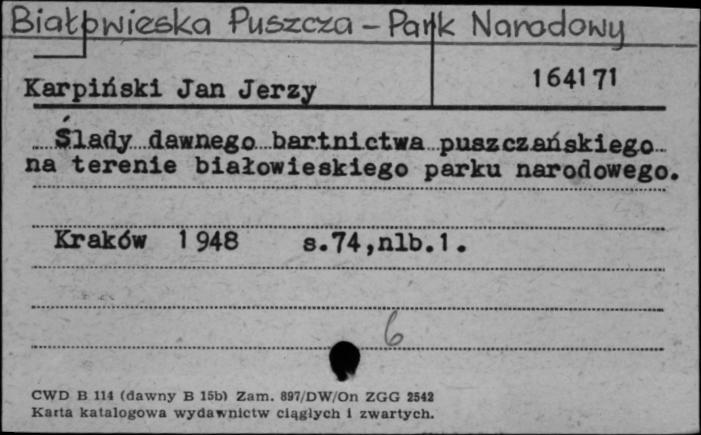 Białowieska Puszcza - Park Narodowy
Karpiński Jan Jerzy
164171
Ślady dawnego bartnictwa puszczańskiego
na terenie białowieskiego parku narodowego.
Kraków 1948 s.74,nlb.1.
6
CWD B 114 (dawny B 15b) Zam. 897/DW/On ZGG 2542
Karta katalogowa wydawnictw ciągłych i zwartych.